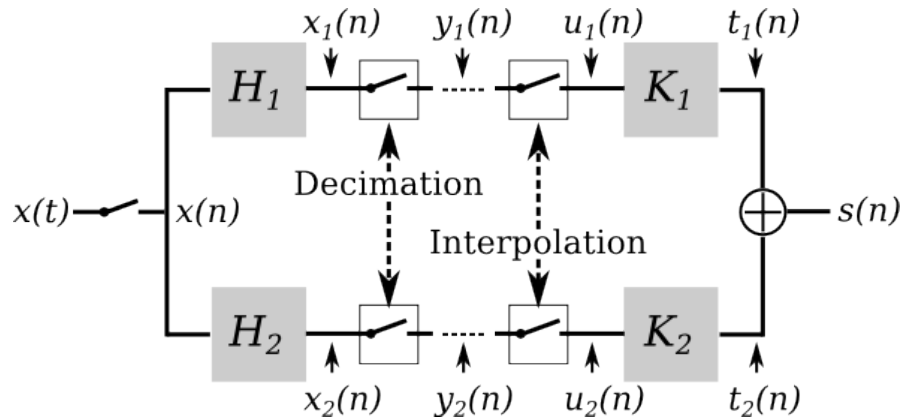 x₁(n) y₁(n) u₁(n) t₁(n)
H₁ K₁
Decimation
x(t) x(n) s(n)
Interpolation
H₂ K₂
x₂(n) y₂(n) u₂(n) t₂(n)